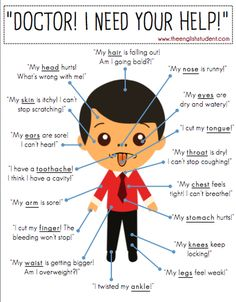 "DOCTOR! I NEED YOUR HELP!"
www.theenglishstudent.com
"My hair is falling out!
Am I going bald?!"
"My head hurts!
What's wrong with me!
"My nose is runny!"
"My skin is itchy! I can't
stop scratching!"
"My eyes are
dry and watery!"
"I cut my tongue!"
"My ears are sore!
I can't hear!"
"My throat is dry!
I can't stop coughing!"
"I have a toothache!
I think I have a cavity!"
"My chest feels
tight! I can't breathe!"
"My arm is sore!
"My stomach hurts!
"I cut my finger! The
bleeding won't stop!"
"My knees keep
locking!"
"My waist is getting bigger!
Am I overweight?!"
"My legs feel weak!
"I twisted my ankle!